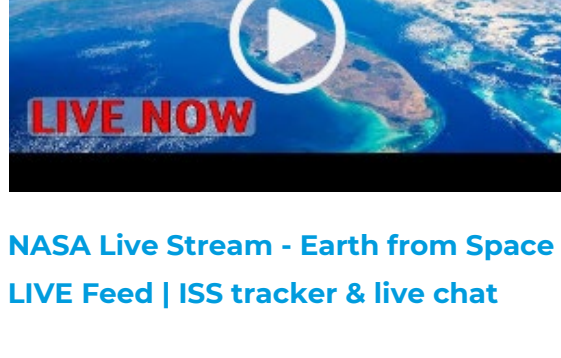 LIVE NOW
NASA Live Stream - Earth from Space
LIVE Feed | ISS tracker & live chat